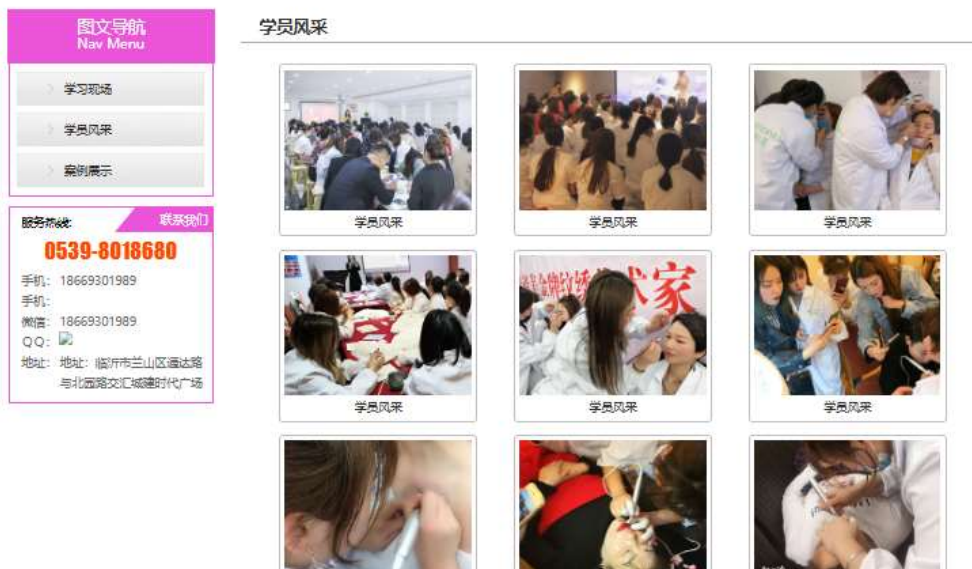 图文导航
Nav Menu
学习现场
学员风采
案例展示
服务热线:
联系我们
0539-8018680
手机: 18669301989
手机:
微信: 18669301989
QQ:
地址: 地址: 临沂市兰山区通达路
与北园路交汇城建时代广场
学员风采
学员风采
学员风采
学员风采
学员风采
术家
学员风采
学员风采